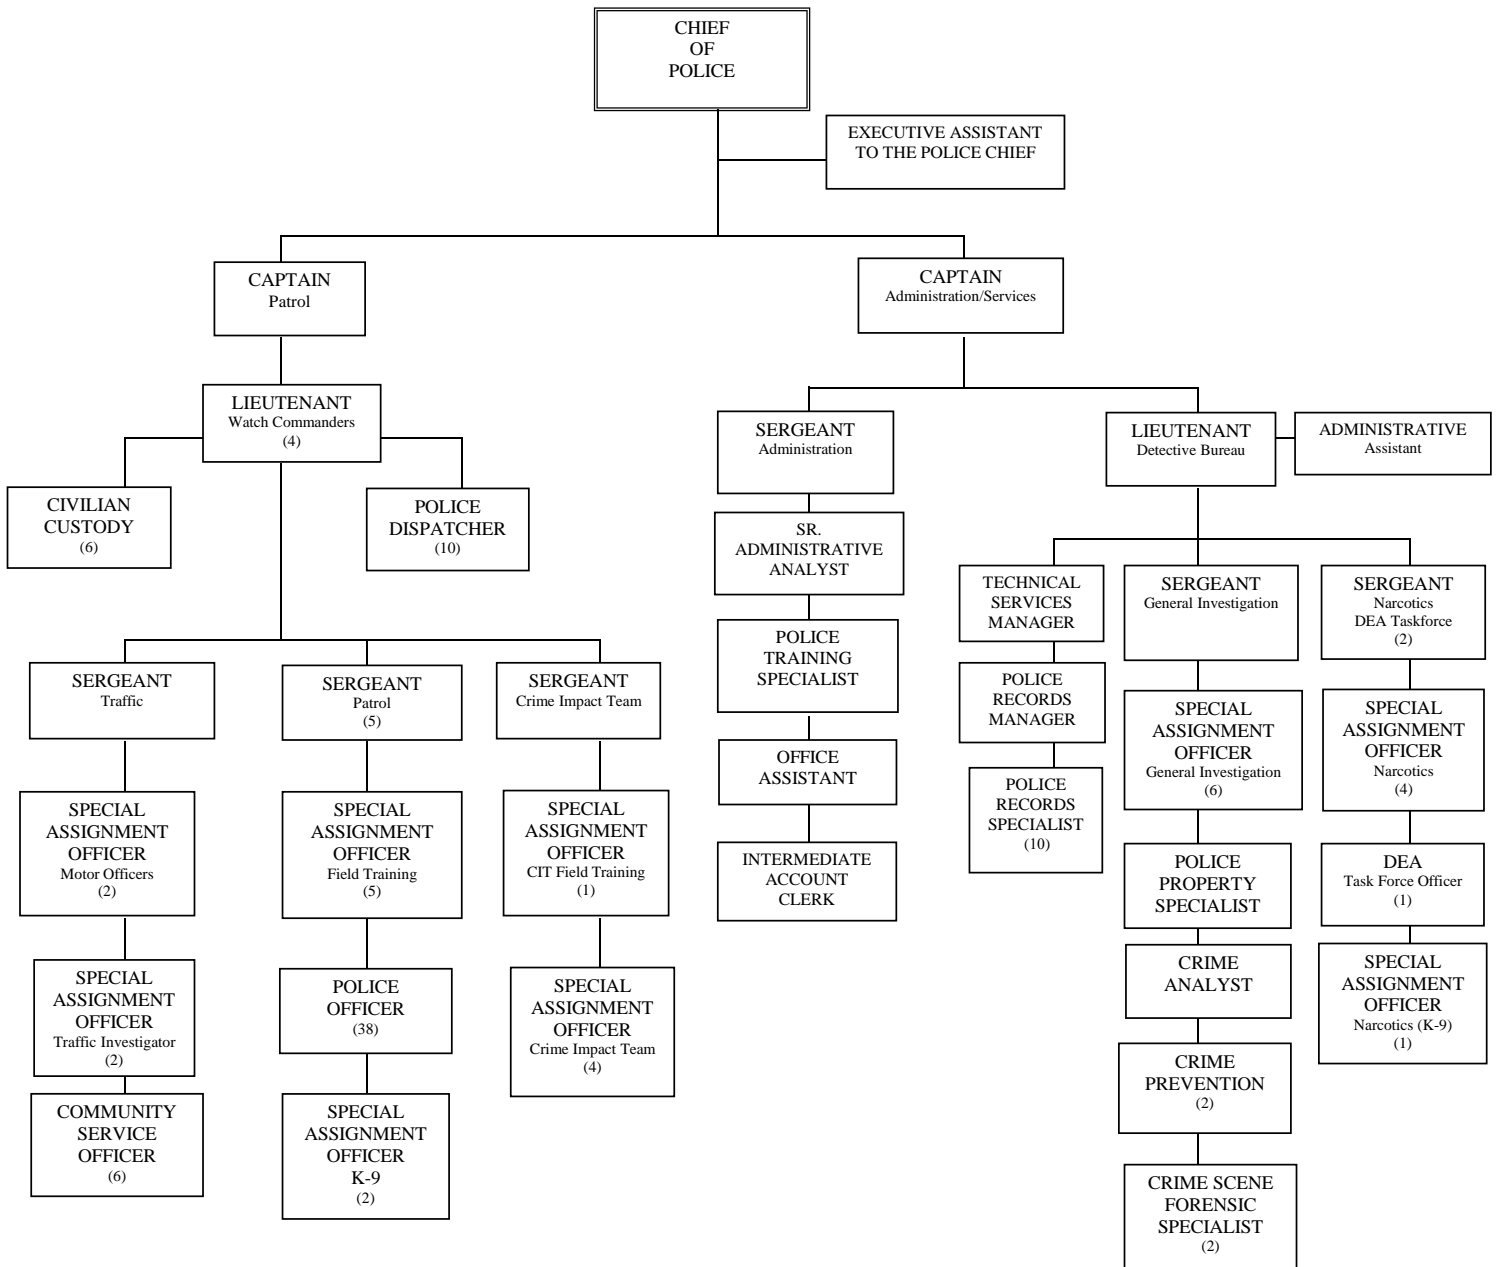 CHIEF
OF
POLICE
EXECUTIVE ASSISTANT
TO THE POLICE CHIEF
CAPTAIN
Patrol
CAPTAIN
Administration/Services
LIEUTENANT
Watch Commanders
(4)
CIVILIAN
CUSTODY
(6)
POLICE
DISPATCHER
(10)
SERGEANT
Traffic
SPECIAL
ASSIGNMENT
OFFICER
Motor Officers
(2)
SPECIAL
ASSIGNMENT
OFFICER
Traffic Investigator
(2)
COMMUNITY
SERVICE
OFFICER
(6)
SERGEANT
Patrol
(5)
SPECIAL
ASSIGNMENT
OFFICER
Field Training
(5)
POLICE
OFFICER
(38)
SPECIAL
ASSIGNMENT
OFFICER
K-9
(2)
SERGEANT
Crime Impact Team
SPECIAL
ASSIGNMENT
OFFICER
CIT Field Training
(1)
SPECIAL
ASSIGNMENT
OFFICER
Crime Impact Team
(4)
SERGEANT
Administration
SR.
ADMINISTRATIVE
ANALYST
POLICE
TRAINING
SPECIALIST
OFFICE
ASSISTANT
INTERMEDIATE
ACCOUNT
CLERK
LIEUTENANT
Detective Bureau
ADMINISTRATIVE
Assistant
TECHNICAL
SERVICES
MANAGER
POLICE
RECORDS
MANAGER
POLICE
RECORDS
SPECIALIST
(10)
SERGEANT
General Investigation
SPECIAL
ASSIGNMENT
OFFICER
General Investigation
(6)
POLICE
PROPERTY
SPECIALIST
CRIME
ANALYST
CRIME
PREVENTION
(2)
CRIME SCENE
FORENSIC
SPECIALIST
(2)
SERGEANT
Narcotics
DEA Taskforce
(2)
SPECIAL
ASSIGNMENT
OFFICER
Narcotics
(4)
DEA
Task Force Officer
(1)
SPECIAL
ASSIGNMENT
OFFICER
Narcotics (K-9)
(1)